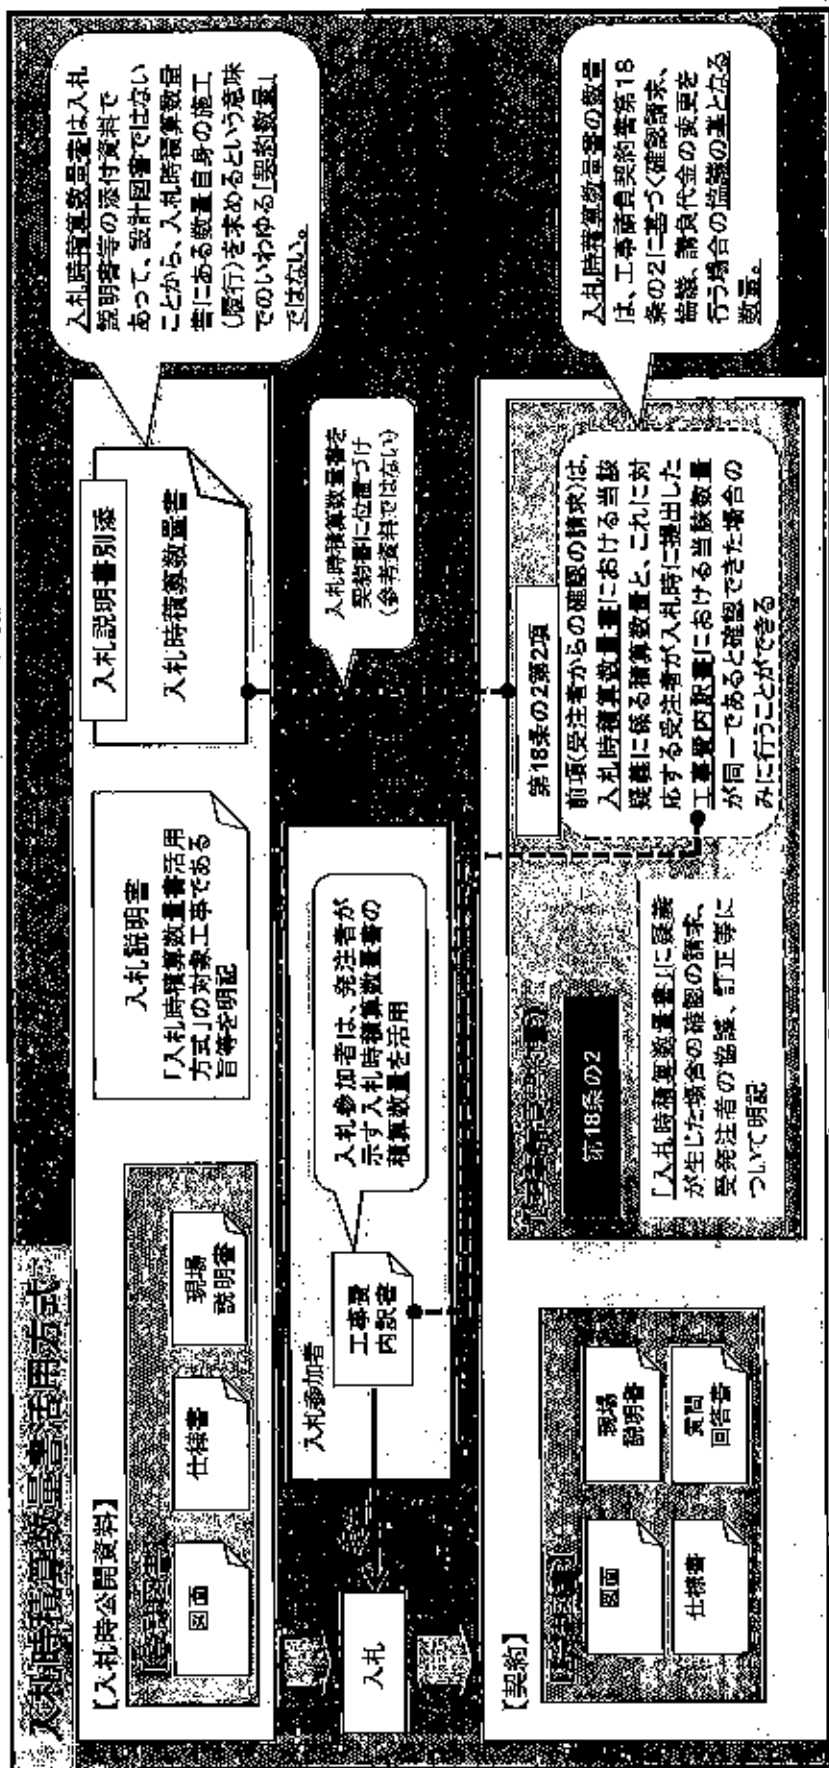 入札時積算数量書活用方式
【入札時公開資料】
【設計図書】
図面
仕様書
現場
説明書
入札説明書
「入札時積算数量書活用
方式」の対象工事である
旨等を明記
入札説明書別添
入札時積算数量書
入札時積算数量書は入札
説明書等の添付資料で
あって、設計図書ではない
ことから、入札時積算数量
書にある数量自身の施工
(履行)を求めるという意味
でのいわゆる「契約数量」
ではない。
入札
入札参加者
工事費
内訳書
入札参加者は、発注者が
示す入札時積算数量書の
積算数量を活用
入札時積算数量書を
契約書に位置づけ
(参考資料ではない)
【契約】
【設計図書】
図面
現場
説明書
仕様書
質問
回答書
第18条の2
「入札時積算数量書」に疑義
が生じた場合の確認の請求、
受発注者の協議、訂正等に
ついて明記
第18条の2第2項
前項(受注者からの確認の請求)は、
入札時積算数量書における当該
疑義に係る積算数量と、これに対
応する受注者が入札時に提出した
工事費内訳書における当該数量
が同一であると確認できた場合の
みに行うことができる
入札時積算数量書の数量
は、工事請負契約書第18
条の2に基づく確認請求、
協議、請負代金の変更を
行う場合の協議の基となる
数量。